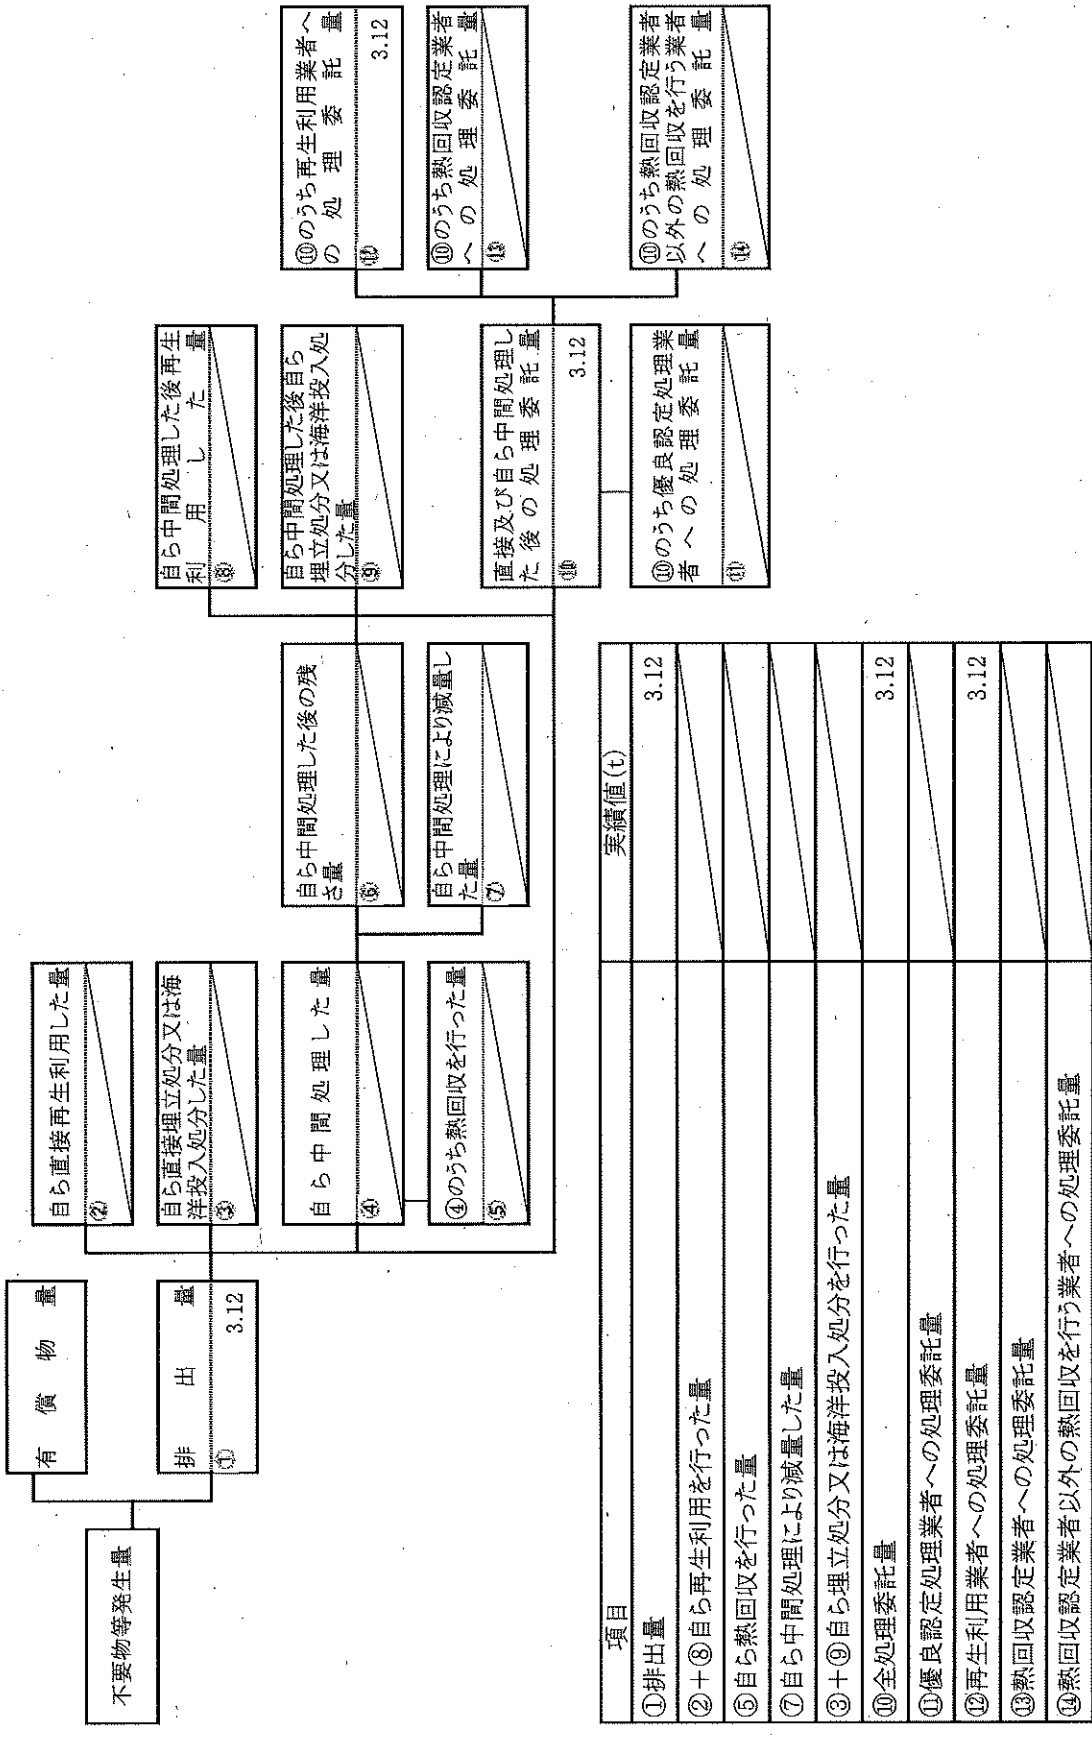 不要物等発生量
有償物量
排出量
① 3.12
自ら直接再生利用した量
②
自ら直接埋立処分又は海
洋投入処分した量
③
自ら中間処理した量
④
④のうち熱回収を行った量
⑤
自ら中間処理した後の残
さ量
⑥
自ら中間処理により減量し
た量
⑦
自ら中間処理した後再生
利用した量
⑧
自ら中間処理した後自ら
埋立処分又は海洋投入処
分した量
⑨
直接及び自ら中間処理し
た後の処理委託量
⑩ 3.12
⑩のうち優良認定処理業
者への処理委託量
⑪
⑩のうち再生利用業者へ
の処理委託量
⑫ 3.12
⑩のうち熱回収認定業者
への処理委託量
⑬
⑩のうち熱回収認定業者
以外の熱回収を行う業者
への処理委託量
⑭
項目 実績値(t)
①排出量 3.12
②+⑧自ら再生利用を行った量
⑤自ら熱回収を行った量
⑦自ら中間処理により減量した量
③+⑨自ら埋立処分又は海洋投入処分を行った量
⑩全処理委託量 3.12
⑪優良認定処理業者への処理委託量
⑫再生利用業者への処理委託量 3.12
⑬熱回収認定業者への処理委託量
⑭熱回収認定業者以外の熱回収を行う業者への処理委託量